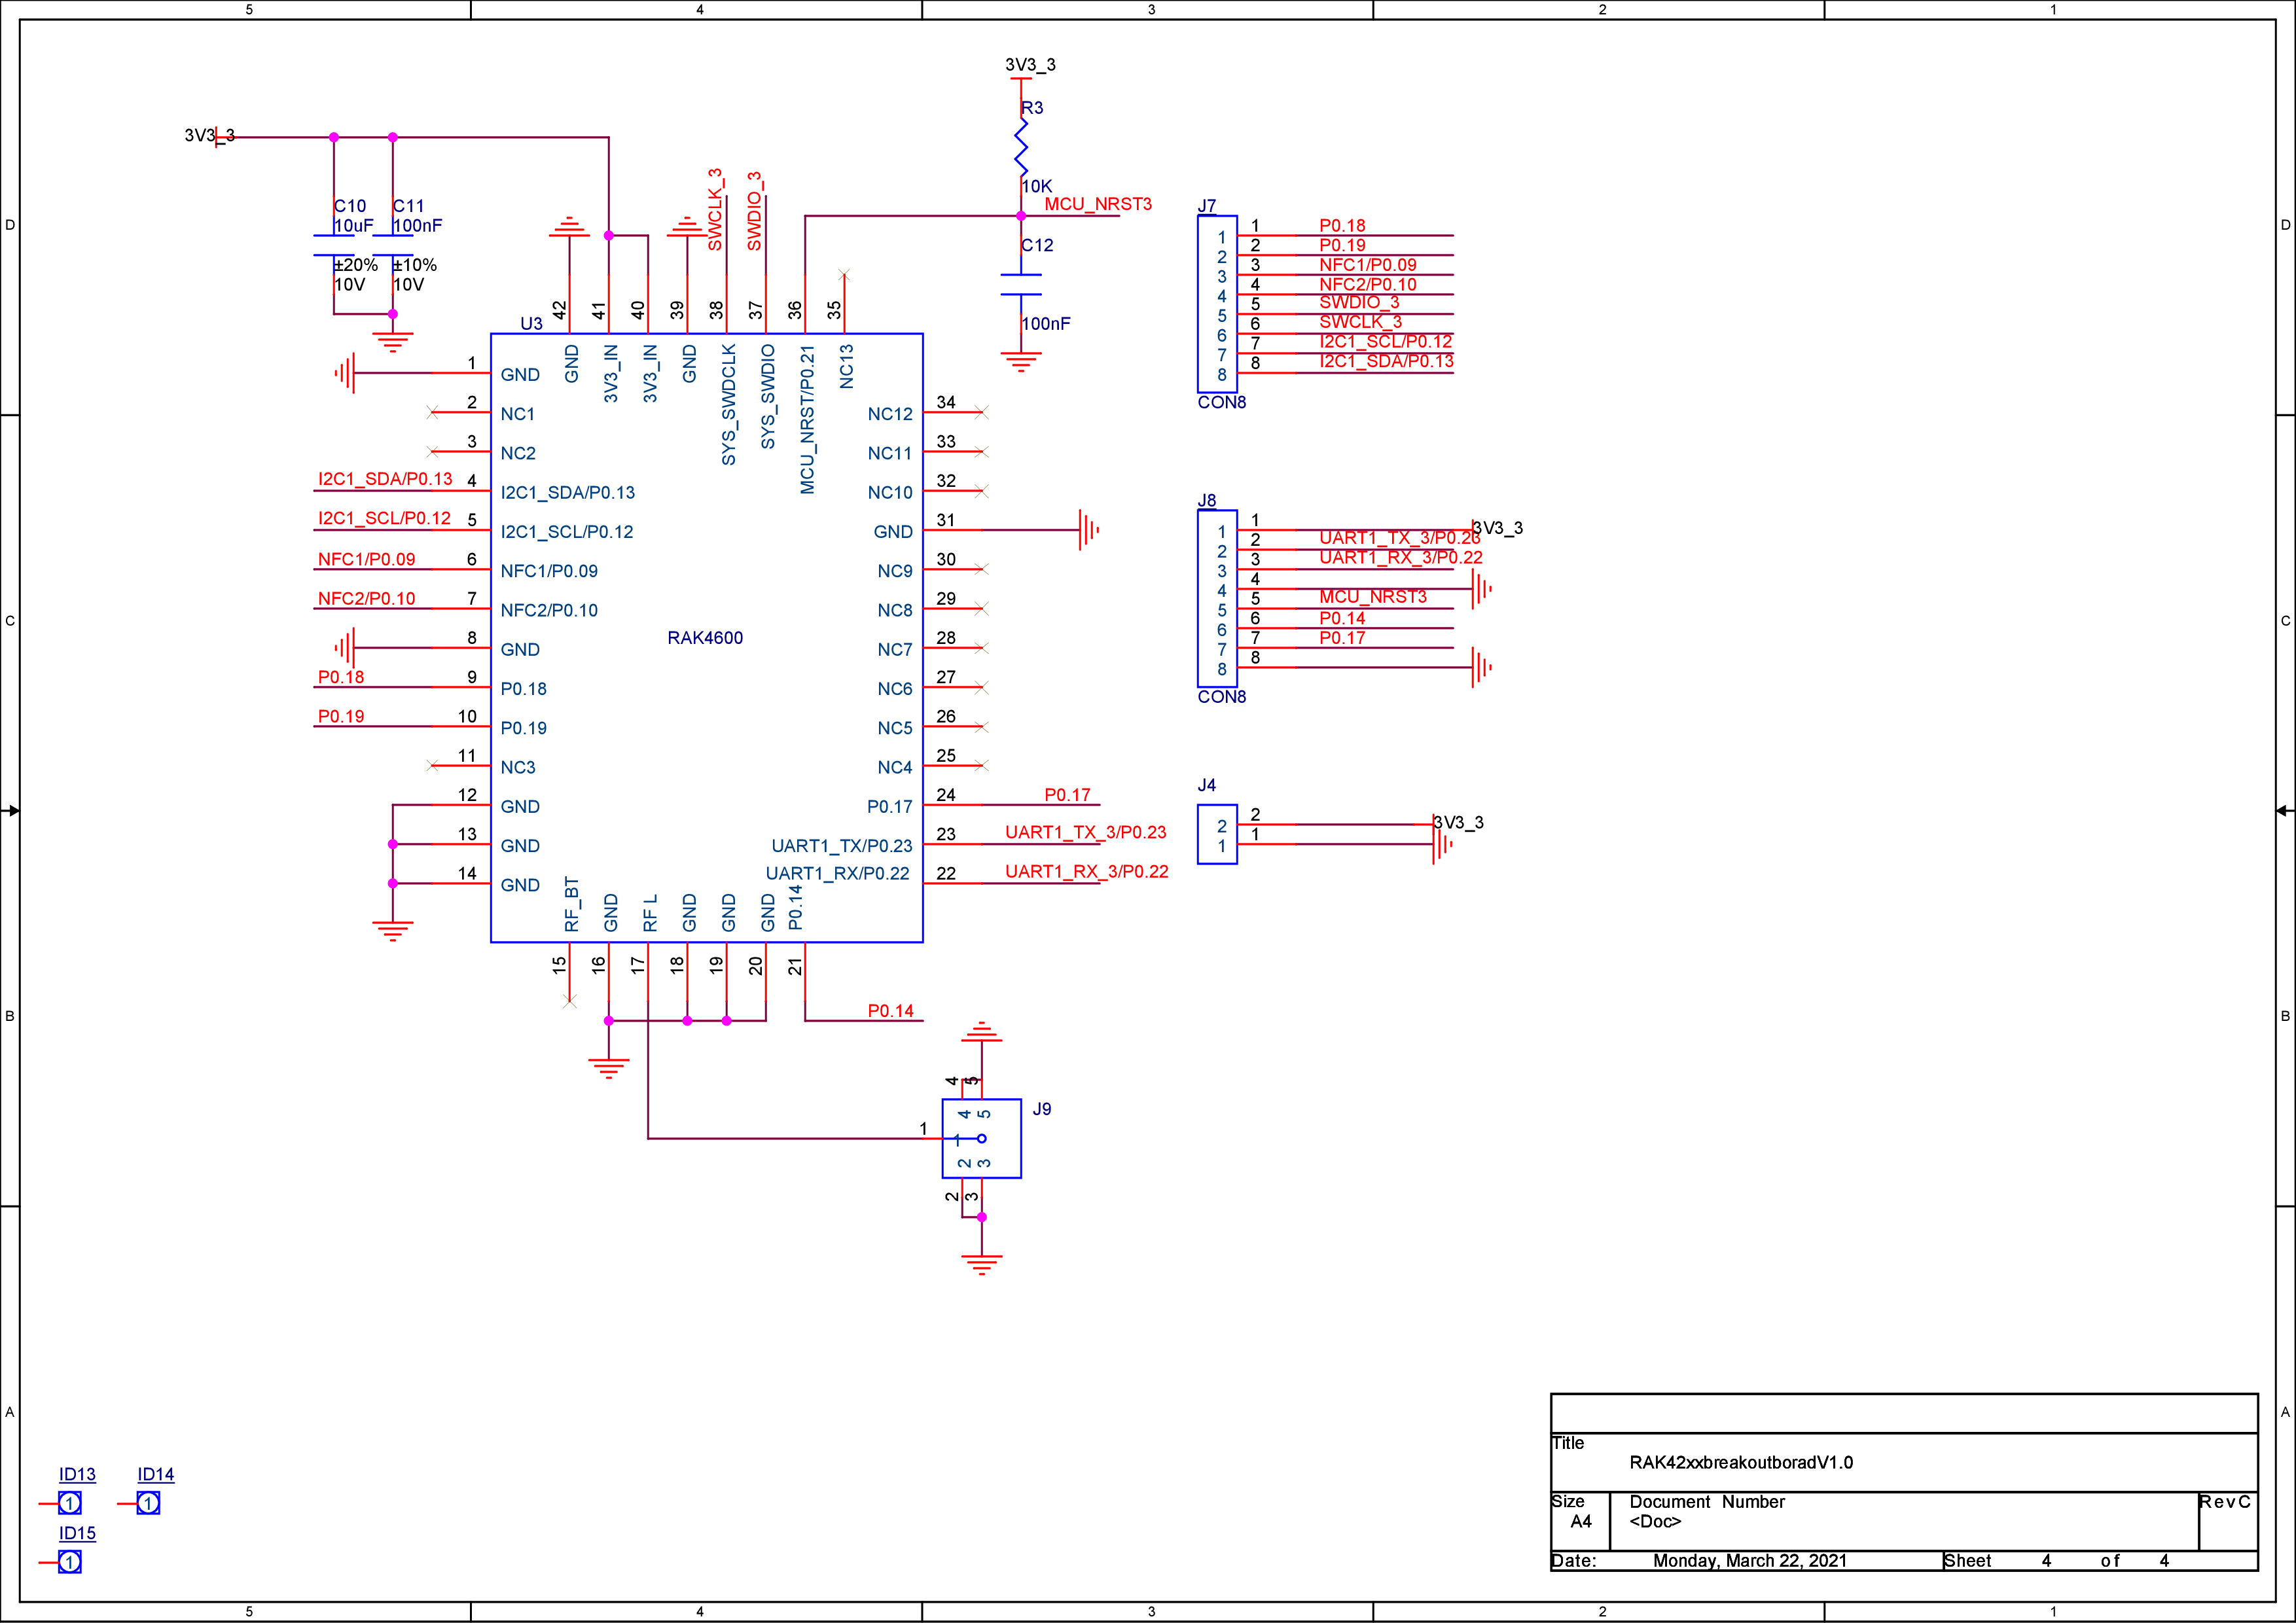 5 4 3 2 1
D D
C C
B B
A A
3V3_3
C10
10uF
±20%
10V
C11
100nF
±10%
10V
3V3_3
R3
10K
MCU_NRST3
C12
100nF
SWCLK_3
SWDIO_3
42 41 40 39 38 37 36 35
U3
GND 3V3_IN 3V3_IN GND SYS_SWDCLK SYS_SWDIO MCU_NRST/P0.21 NC13
1 GND
2 NC1
3 NC2
I2C1_SDA/P0.13 4 I2C1_SDA/P0.13
I2C1_SCL/P0.12 5 I2C1_SCL/P0.12
NFC1/P0.09 6 NFC1/P0.09
NFC2/P0.10 7 NFC2/P0.10
8 GND
P0.18 9 P0.18
P0.19 10 P0.19
11 NC3
12 GND
13 GND
14 GND
RAK4600
NC12 34
NC11 33
NC10 32
GND 31
NC9 30
NC8 29
NC7 28
NC6 27
NC5 26
NC4 25
P0.17 24 P0.17
UART1_TX/P0.23 23 UART1_TX_3/P0.23
UART1_RX/P0.22 22 UART1_RX_3/P0.22
RF_BT GND RF L GND GND GND P0.14
15 16 17 18 19 20 21
P0.14
J9
4 5
4 5
1 1
2 3
2 3
J7
1 1 P0.18
2 2 P0.19
3 3 NFC1/P0.09
4 4 NFC2/P0.10
5 5 SWDIO_3
6 6 SWCLK_3
7 7 I2C1_SCL/P0.12
8 8 I2C1_SDA/P0.13
CON8
J8
1 1 3V3_3
2 2
3 3 UART1_RX_3/P0.22
4 4
5 5 MCU_NRST3
6 6 P0.14
7 7 P0.17
8 8
CON8
J4
2 2 3V3_3
1 1
ID13 ID14
1 1
ID15
1
Title
RAK42xxbreakoutboradV1.0
Size Document Number RevC
A4 <Doc>
Date: Monday, March 22, 2021 Sheet 4 of 4
5 4 3 2 1